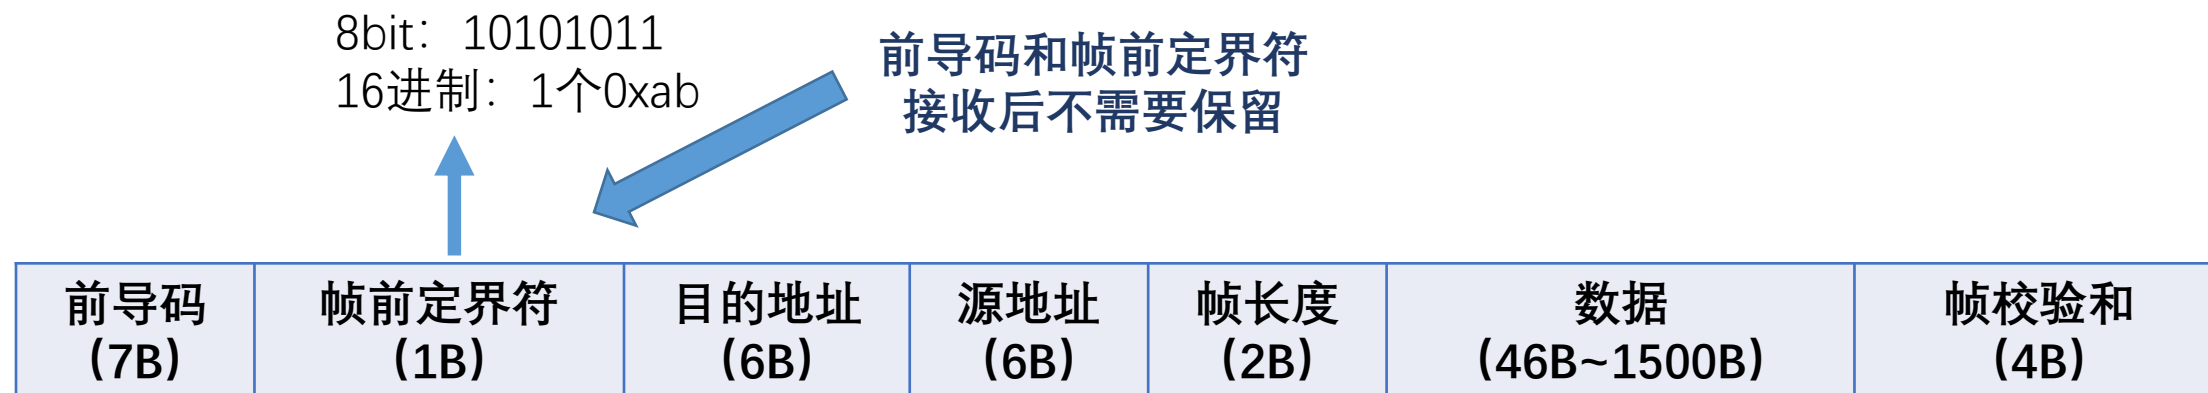 8bit：10101011
16进制：1个0xab
前导码和帧前定界符
接收后不需要保留
前导码
(7B)
帧前定界符
(1B)
目的地址
(6B)
源地址
(6B)
帧长度
(2B)
数据
(46B~1500B)
帧校验和
(4B)